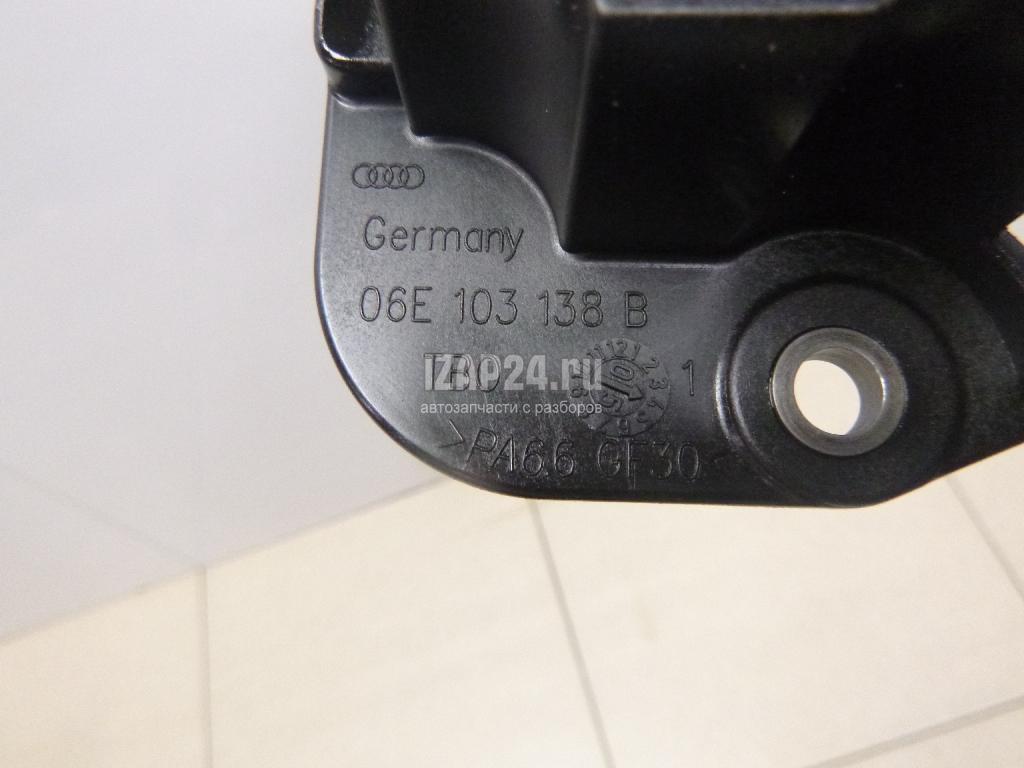 Germany
06E 103 138 B
IZAP24.ru
1
автозапчасти с разборов
>PA66 GF30<